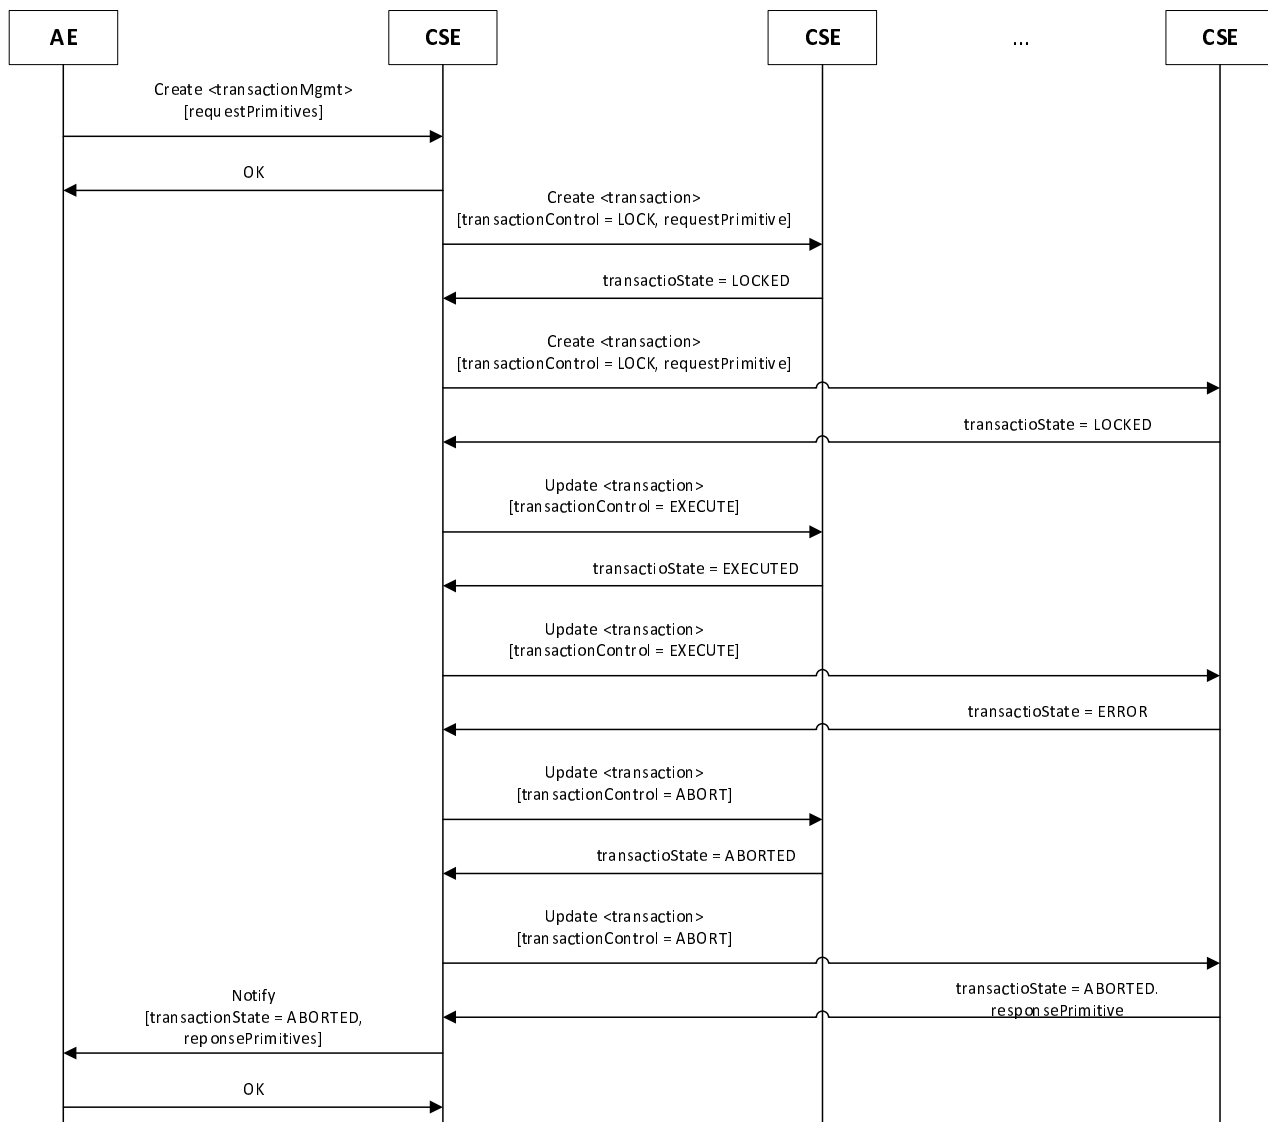 AE
CSE
CSE
...
CSE
Create <transactionMgmt>
[requestPrimitives]
OK
Create <transaction>
[transactionControl = LOCK, requestPrimitive]
transactioState = LOCKED
Create <transaction>
[transactionControl = LOCK, requestPrimitive]
transactioState = LOCKED
Update <transaction>
[transactionControl = EXECUTE]
transactioState = EXECUTED
Update <transaction>
[transactionControl = EXECUTE]
transactioState = ERROR
Update <transaction>
[transactionControl = ABORT]
transactioState = ABORTED
Update <transaction>
[transactionControl = ABORT]
transactioState = ABORTED.
responsePrimitive
Notify
[transactionState = ABORTED,
reponsePrimitives]
OK